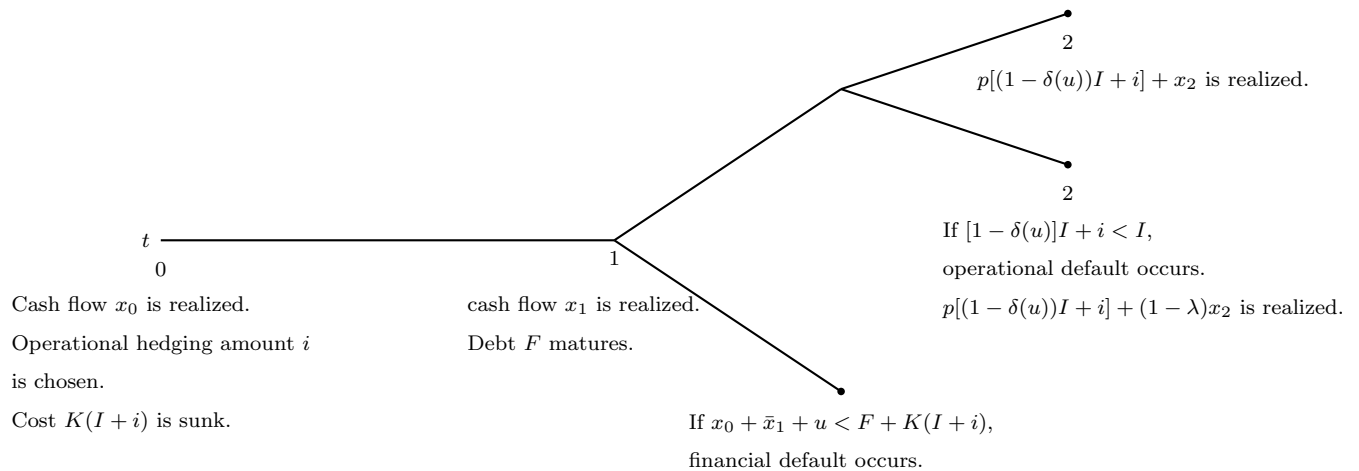 2
p[(1 − δ(u))I + i] + x₂ is realized.
2
If [1 − δ(u)]I + i < I,
operational default occurs.
p[(1 − δ(u))I + i] + (1 − λ)x₂ is realized.
t
0
1
Cash flow x₀ is realized.
Operational hedging amount i
is chosen.
Cost K(I + i) is sunk.
cash flow x₁ is realized.
Debt F matures.
If x₀ + x̄₁ + u < F + K(I + i),
financial default occurs.